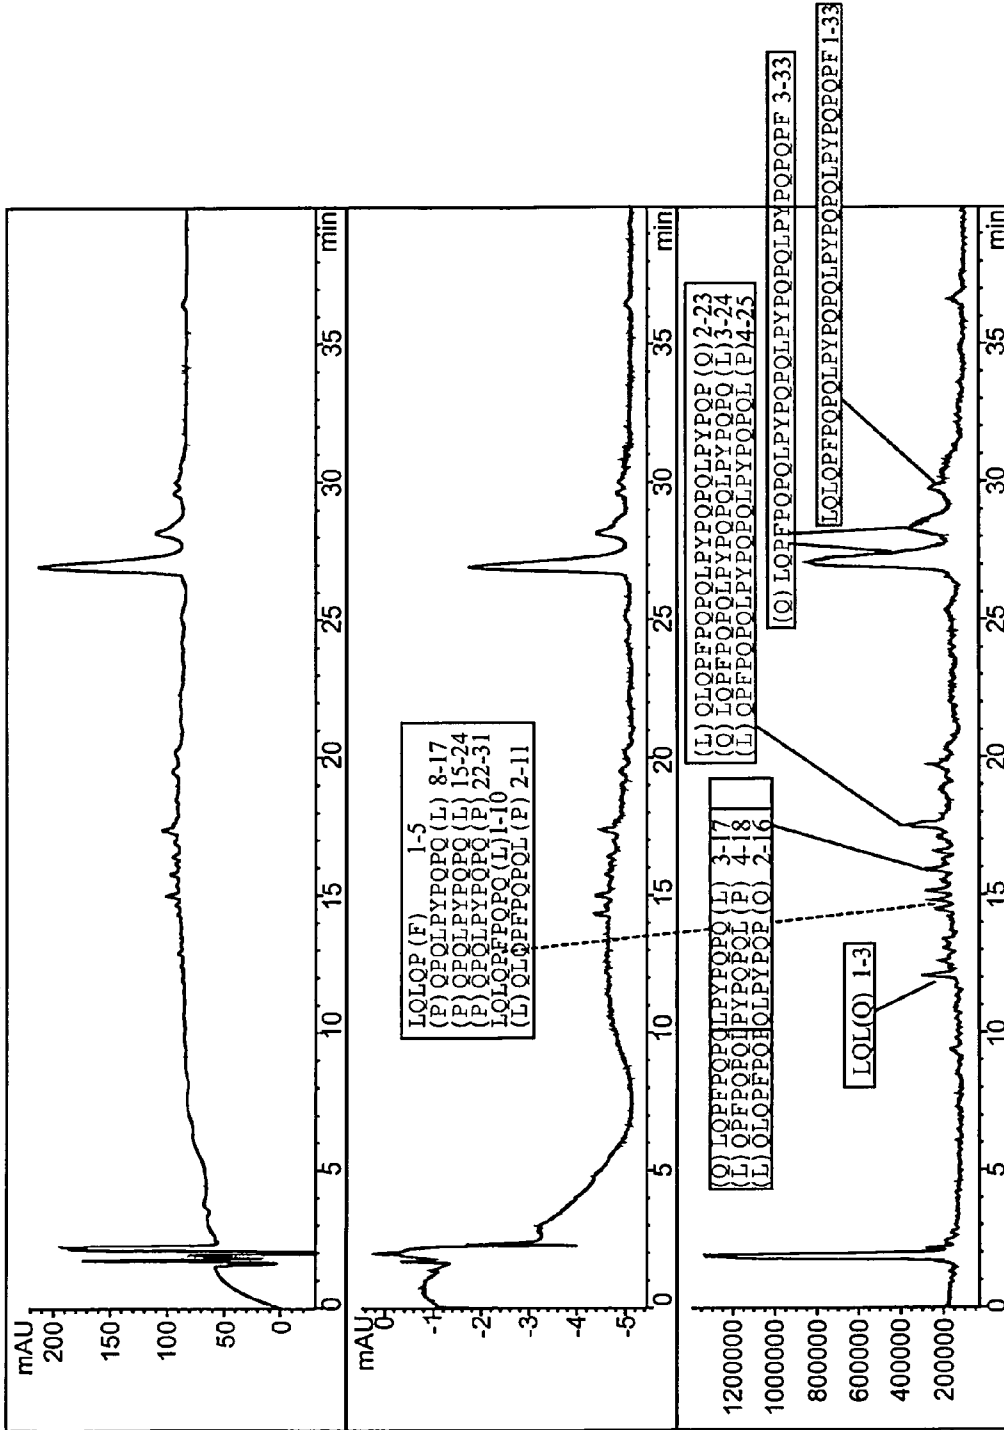 mAU
200
150
100
50
0
0 5 10 15 20 25 30 35 min
mAU
0
-1
-2
-3
-4
-5
0 5 10 15 20 25 30 35 min
LQLQP (F) 1-5
(P) QPQLPYPQPQ (L) 8-17
(P) QPQLPYPQPQ (L) 15-24
(P) QPQLPYPQPQ (P) 22-31
LQLQPFPQPQ (L) 1-10
(L) QLQPFPQPQL (P) 2-11
1200000
1000000
800000
600000
400000
200000
0 5 10 15 20 25 30 35 min
(Q) LQPFPQPQLPYPQPQ (L) 3-17
(L) QPFPQPQLPYPQPQL (P) 4-18
(L) QLQPFPQPQLPYPQP (Q) 2-16
LQL(Q) 1-3
(L) QLQPFPQPQLPYPQPQLPYPQP (Q) 2-23
(Q) LQPFPQPQLPYPQPQLPYPQPQ (L) 3-24
(L) QPFPQPQLPYPQPQLPYPQPQL (P) 4-25
(Q) LQPFPQPQLPYPQPQLPYPQPQLPYPQPQPF 3-33
LQLQPFPQPQLPYPQPQLPYPQPQLPYPQPQPF 1-33